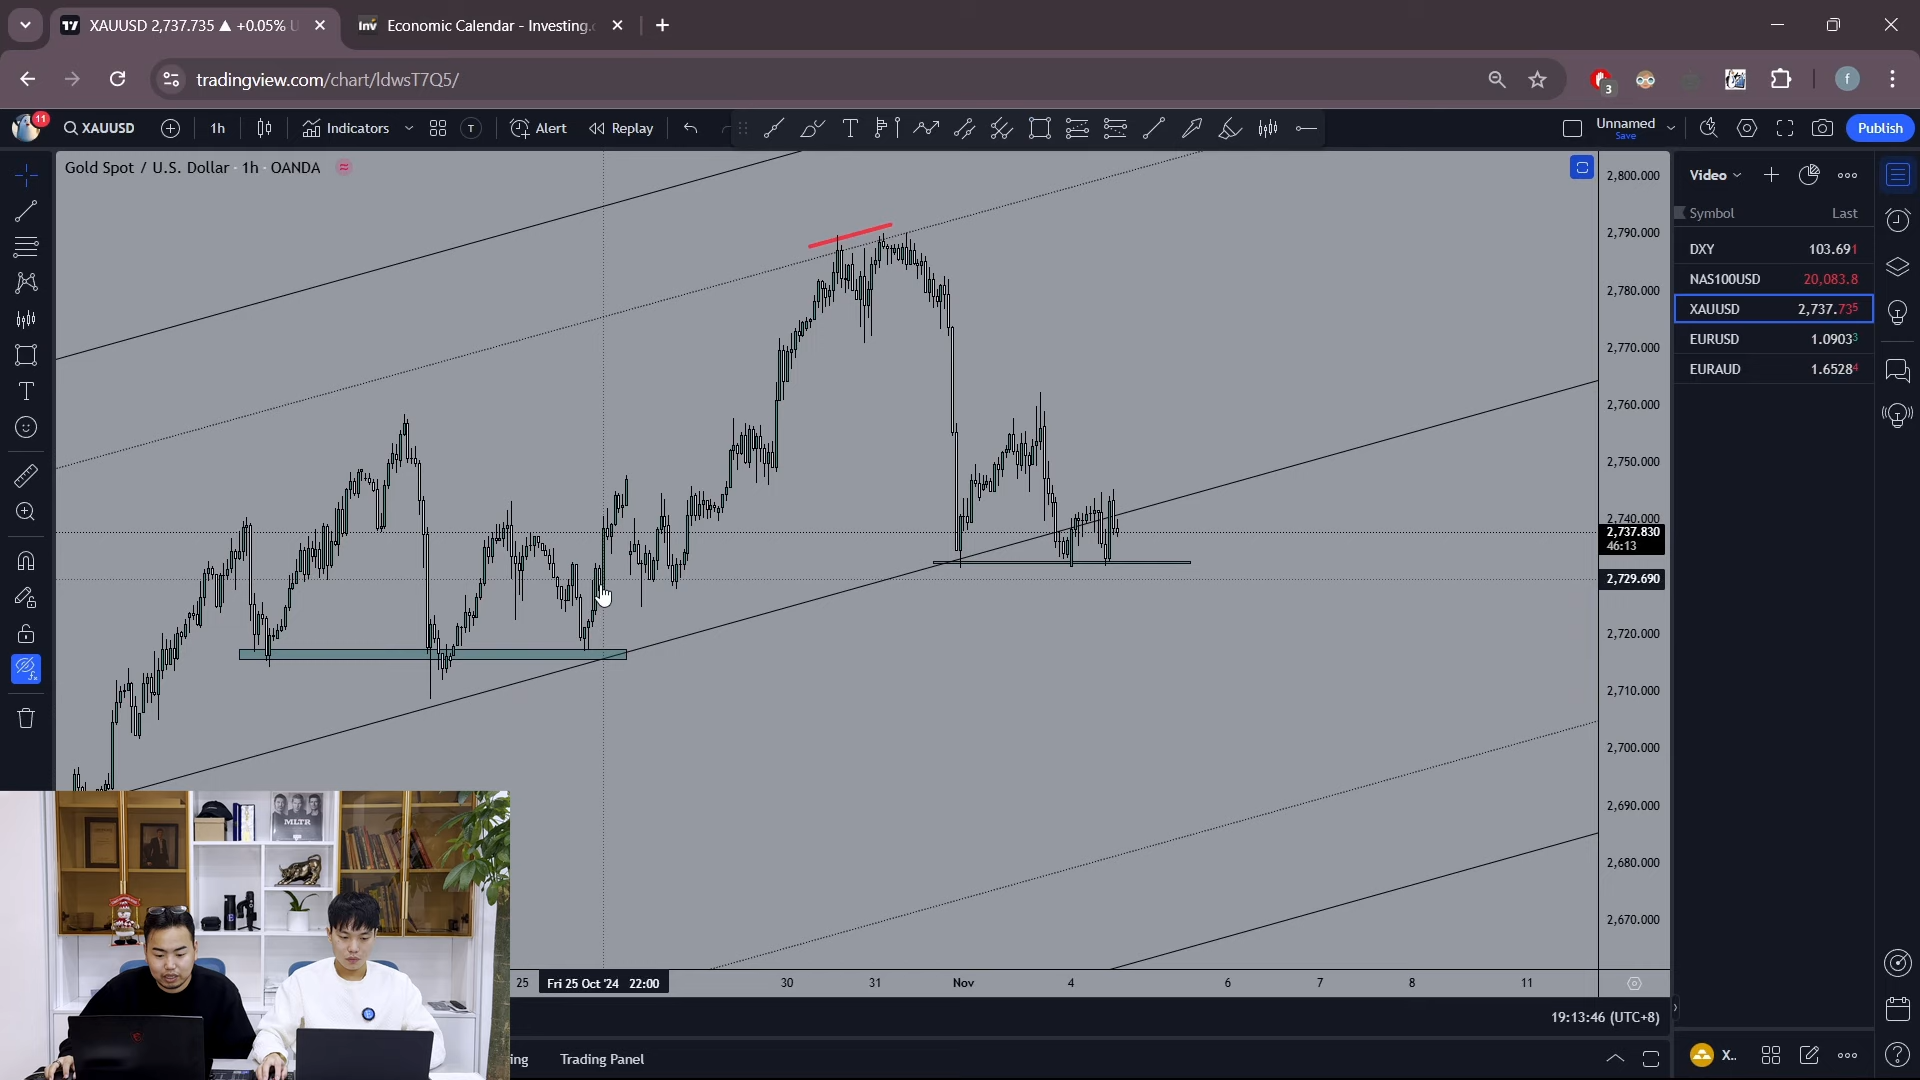 XAUUSD 2,737.735 ▲ +0.05% U
Economic Calendar - Investing.c
tradingview.com/chart/ldwsT7Q5/
3
f
11
XAUUSD
1h
Indicators
T
Alert
Replay
Unnamed
Save
Publish
Gold Spot / U.S. Dollar · 1h · OANDA
2,800.000
2,790.000
2,780.000
2,770.000
2,760.000
2,750.000
2,740.000
2,737.830
46:13
2,729.690
2,720.000
2,710.000
2,700.000
2,690.000
2,680.000
2,670.000
Video
Symbol Last
DXY 103.691
NAS100USD 20,083.8
XAUUSD 2,737.735
EURUSD 1.09033
EURAUD 1.65284
MLTR
25 Fri 25 Oct '24 22:00 30 31 Nov 4 6 7 8 11
19:13:46 (UTC+8)
ng Trading Panel
X..